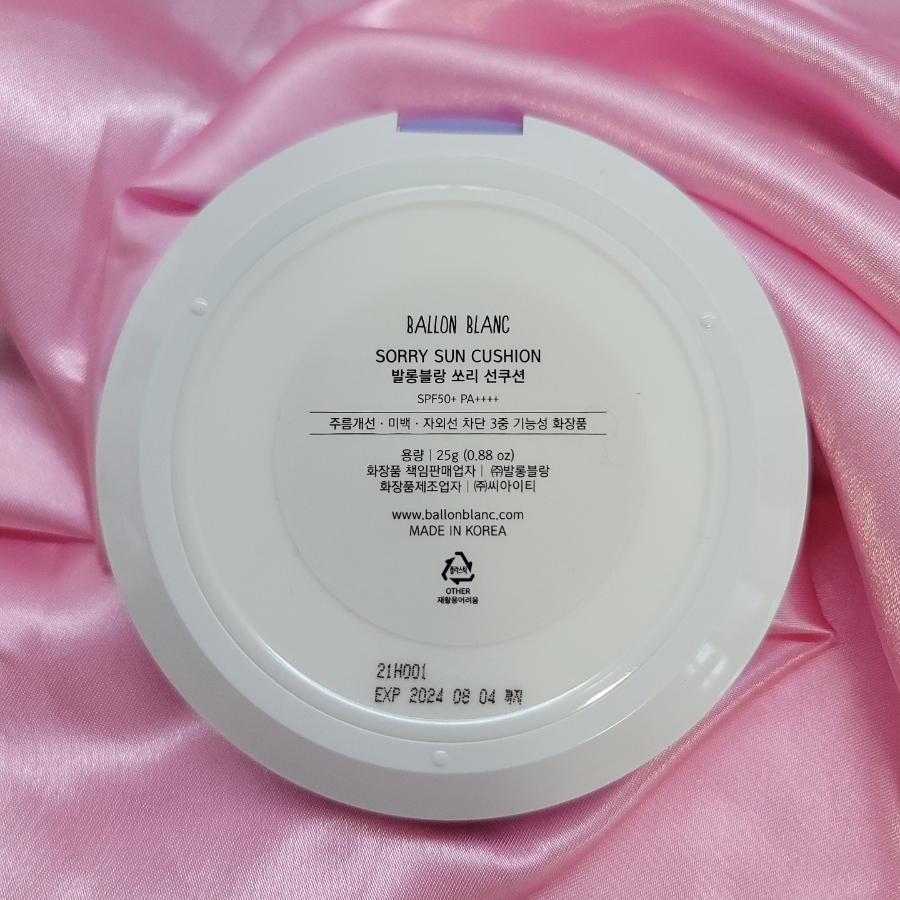 BALLON BLANC
SORRY SUN CUSHION
발롱블랑 쏘리 선쿠션
SPF50+ PA++++
주름개선 · 미백 · 자외선 차단 3중 기능성 화장품
용량 | 25g (0.88 oz)
화장품 책임판매업자 | ㈜발롱블랑
화장품제조업자 | ㈜씨아이티
www.ballonblanc.com
MADE IN KOREA
플라스틱
OTHER
재활용어려움
21H001
EXP 2024 08 04 까지